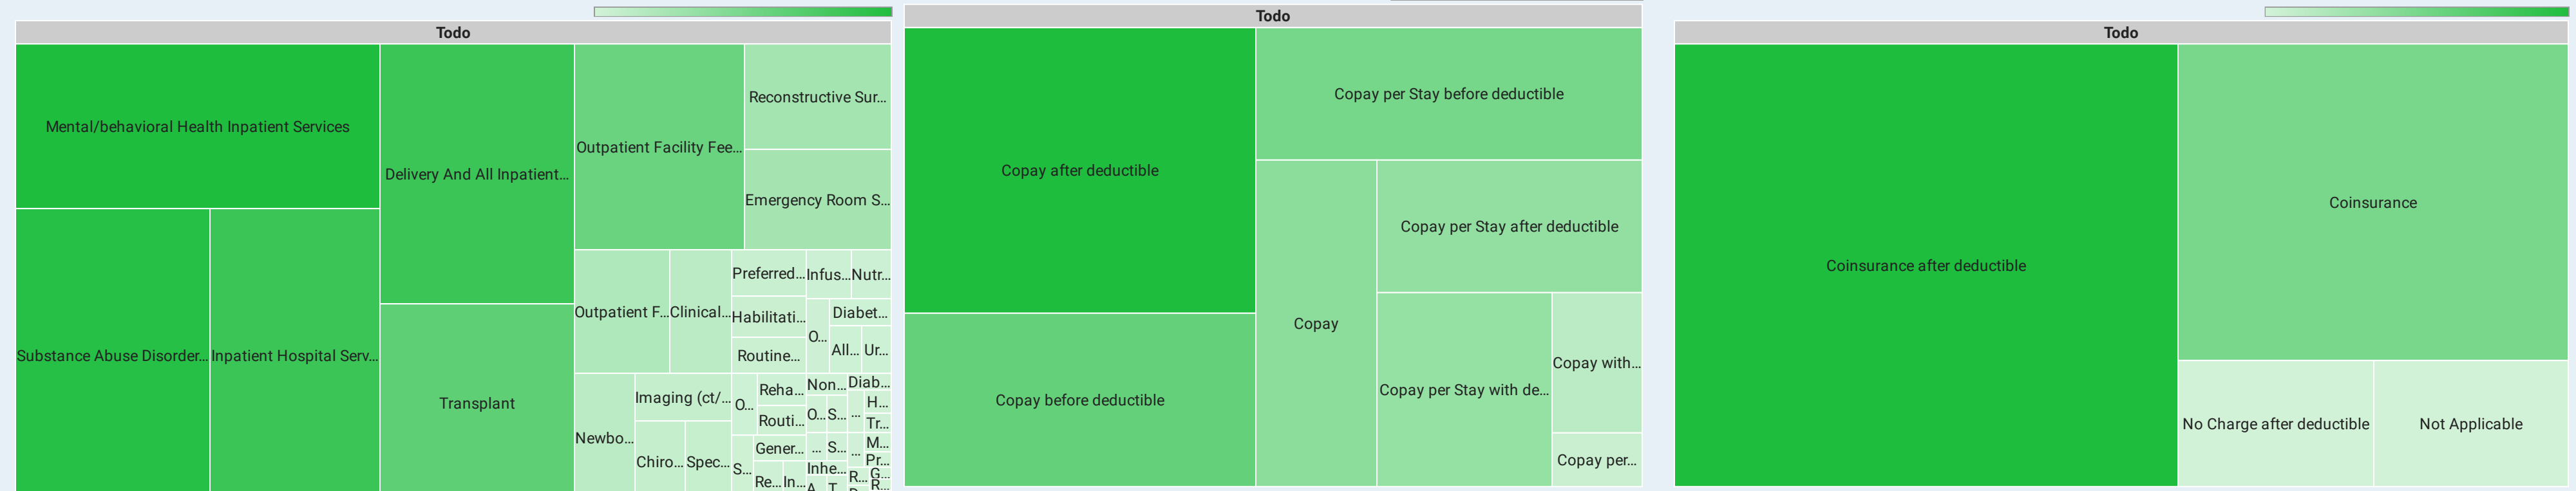 Todo
Mental/behavioral Health Inpatient Services
Substance Abuse Disorder...
Inpatient Hospital Serv...
Delivery And All Inpatient...
Transplant
Outpatient Facility Fee...
Reconstructive Sur...
Emergency Room S...
Outpatient F...
Clinical...
Preferred...
Habilitati...
Routine...
Infus...
Nutr...
O...
Diabet...
All...
Ur...
Newbo...
Imaging (ct/...
Chiro...
Spec...
O...
Reha...
Routi...
S...
Gener...
Re...
In...
Non...
O...
S...
Diab...
...
H...
Tr...
...
S...
...
M...
Pr...
Inhe...
A...
T...
R...
G...
R...
Todo
Copay after deductible
Copay before deductible
Copay per Stay before deductible
Copay
Copay per Stay after deductible
Copay per Stay with de...
Copay with...
Copay per...
Todo
Coinsurance after deductible
Coinsurance
No Charge after deductible
Not Applicable